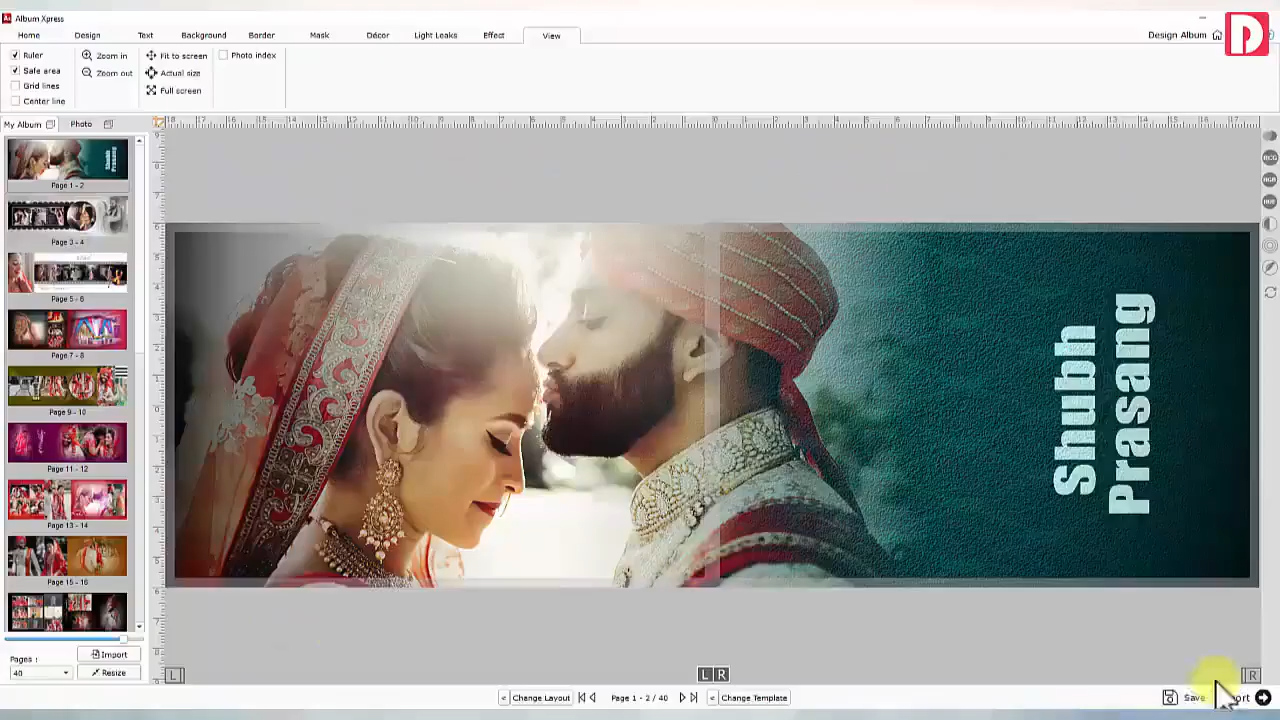 Album Xpress
Home Design Text Background Border Mask Décor Light Leaks Effect View Design Album
Ruler Zoom in Fit to screen Photo index
Safe area Zoom out Actual size
Grid lines Full screen
Center line
My Album Photo
Page 1 - 2
Page 3 - 4
Page 5 - 6
Page 7 - 8
Page 9 - 10
Page 11 - 12
Page 13 - 14
Page 15 - 16
Shubh
Prasang
Pages :
40
Import
Resize
L
L R
R
< Change Layout
Page 1 - 2 / 40
< Change Template
Save